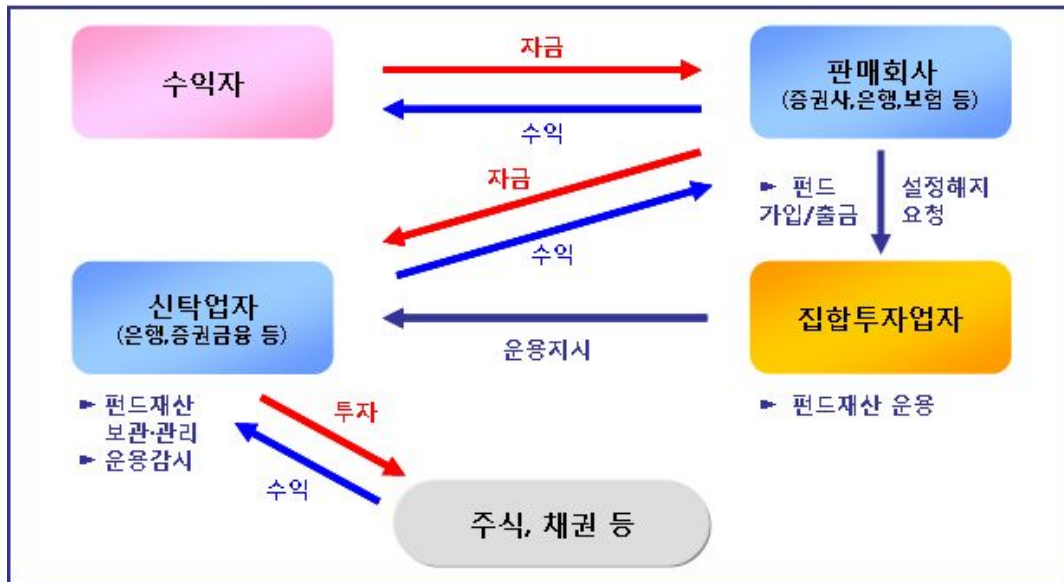 자금
수익자
판매회사
(증권사,은행,보험 등)
수익
자금
► 펀드
가입/출금
설정해지
요청
수익
신탁업자
(은행,증권금융 등)
집합투자업자
운용지시
► 펀드재산
보관·관리
► 운용감시
투자
► 펀드재산 운용
수익
주식, 채권 등